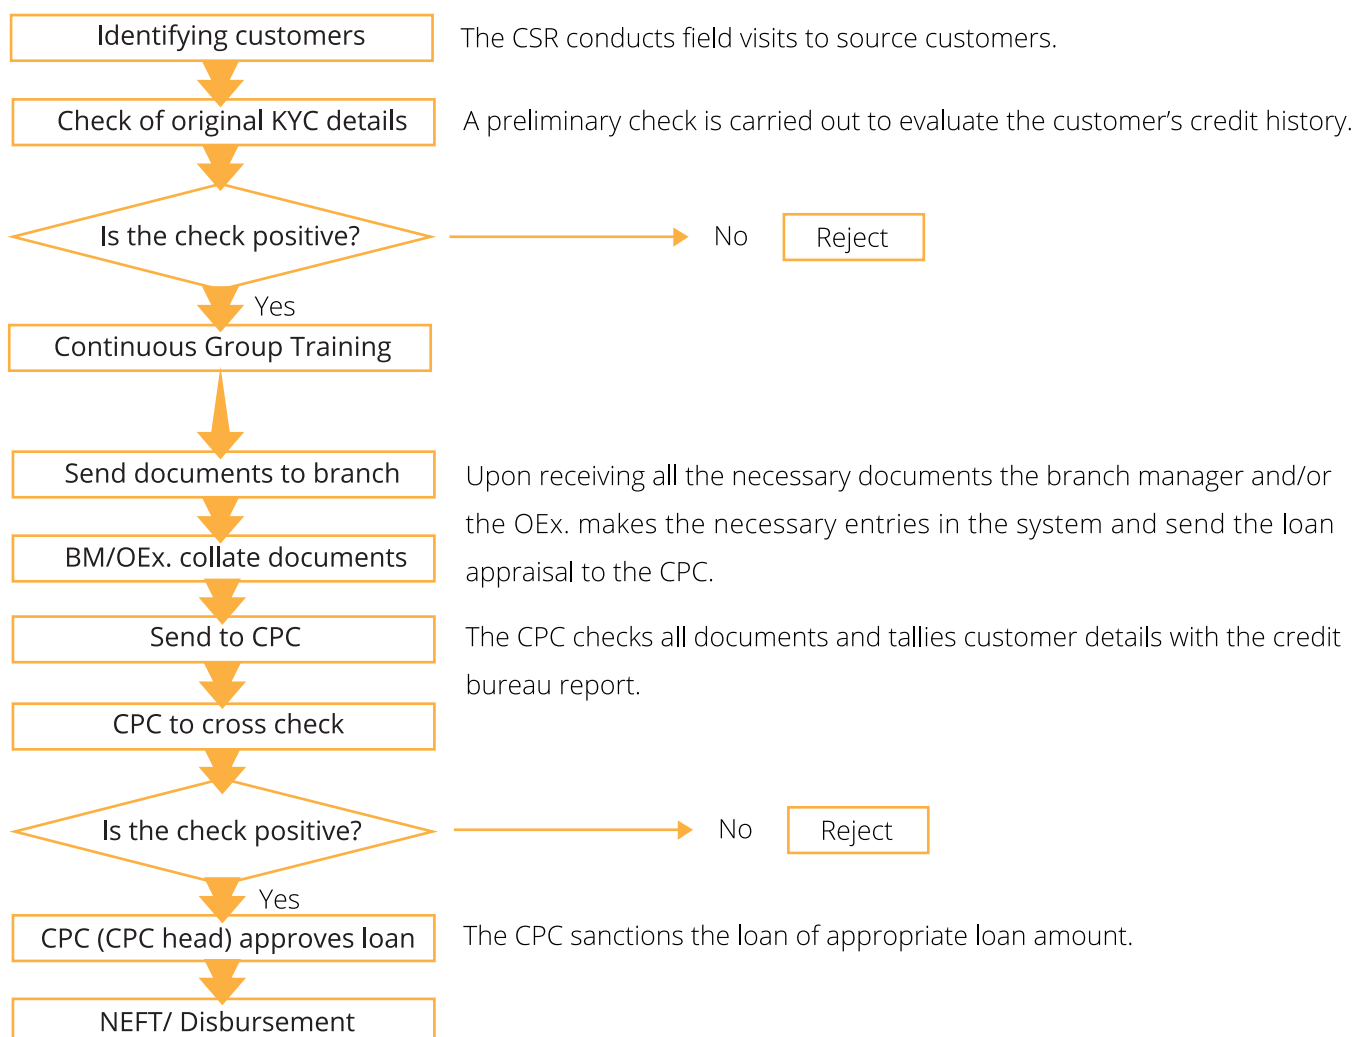 Identifying customers
The CSR conducts field visits to source customers.
Check of original KYC details
A preliminary check is carried out to evaluate the customer’s credit history.
Is the check positive?
No
Reject
Yes
Continuous Group Training
Send documents to branch
Upon receiving all the necessary documents the branch manager and/or
the OEx. makes the necessary entries in the system and send the loan
appraisal to the CPC.
BM/OEx. collate documents
Send to CPC
The CPC checks all documents and tallies customer details with the credit
bureau report.
CPC to cross check
Is the check positive?
No
Reject
Yes
CPC (CPC head) approves loan
The CPC sanctions the loan of appropriate loan amount.
NEFT/ Disbursement